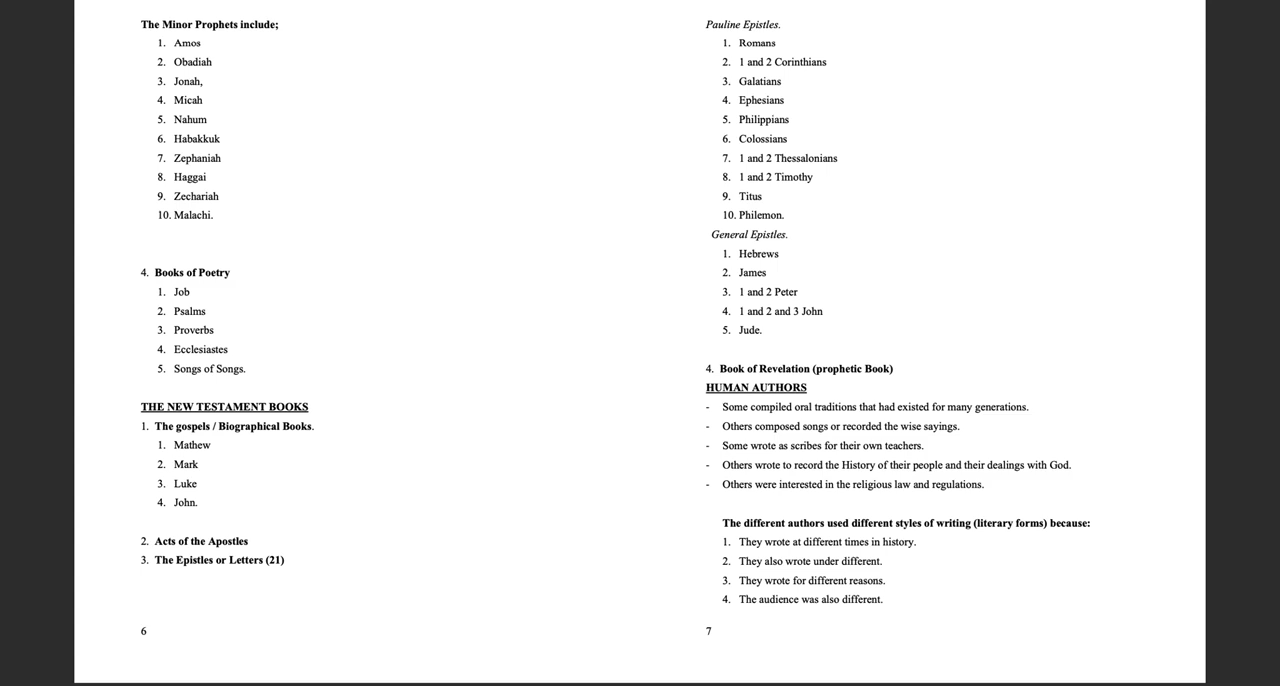 The Minor Prophets include;
1. Amos
2. Obadiah
3. Jonah,
4. Micah
5. Nahum
6. Habakkuk
7. Zephaniah
8. Haggai
9. Zechariah
10. Malachi.
4. Books of Poetry
1. Job
2. Psalms
3. Proverbs
4. Ecclesiastes
5. Songs of Songs.
THE NEW TESTAMENT BOOKS
1. The gospels / Biographical Books.
1. Mathew
2. Mark
3. Luke
4. John.
2. Acts of the Apostles
3. The Epistles or Letters (21)
6
Pauline Epistles.
1. Romans
2. 1 and 2 Corinthians
3. Galatians
4. Ephesians
5. Philippians
6. Colossians
7. 1 and 2 Thessalonians
8. 1 and 2 Timothy
9. Titus
10. Philemon.
General Epistles.
1. Hebrews
2. James
3. 1 and 2 Peter
4. 1 and 2 and 3 John
5. Jude.
4. Book of Revelation (prophetic Book)
HUMAN AUTHORS
- Some compiled oral traditions that had existed for many generations.
- Others composed songs or recorded the wise sayings.
- Some wrote as scribes for their own teachers.
- Others wrote to record the History of their people and their dealings with God.
- Others were interested in the religious law and regulations.
The different authors used different styles of writing (literary forms) because:
1. They wrote at different times in history.
2. They also wrote under different.
3. They wrote for different reasons.
4. The audience was also different.
7